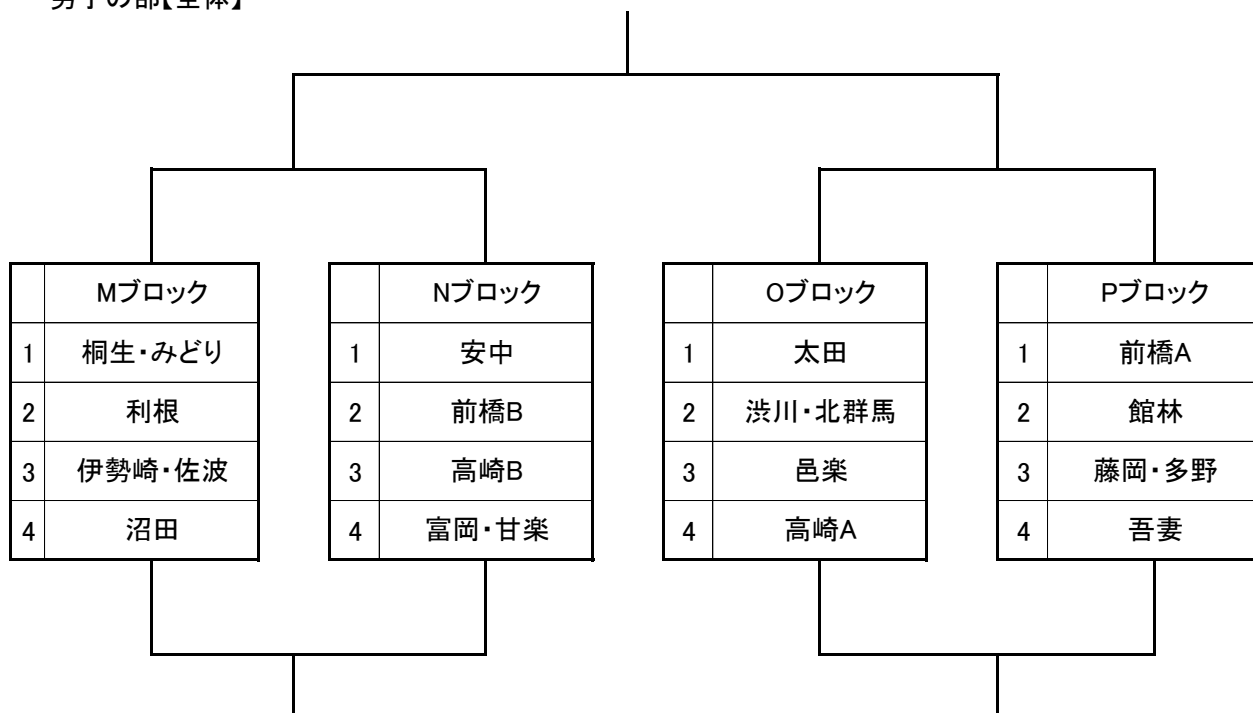 男子の部【全体】
Mブロック
1 桐生・みどり
2 利根
3 伊勢崎・佐波
4 沼田
Nブロック
1 安中
2 前橋B
3 高崎B
4 富岡・甘楽
Oブロック
1 太田
2 渋川・北群馬
3 邑楽
4 高崎A
Pブロック
1 前橋A
2 館林
3 藤岡・多野
4 吾妻